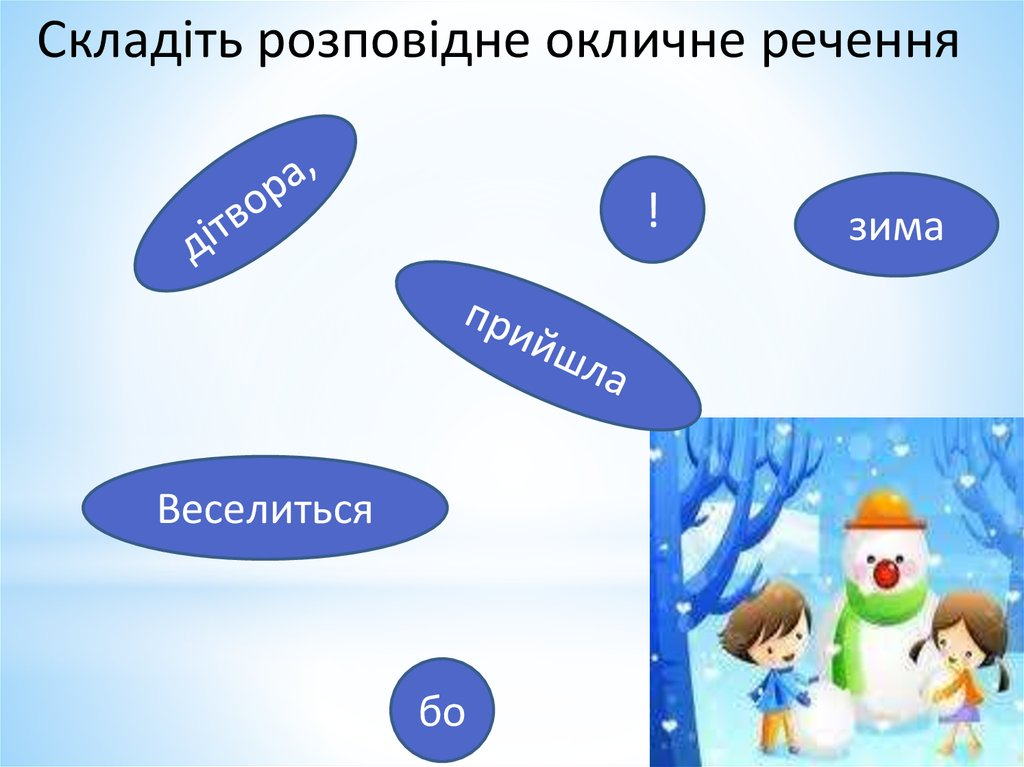 Складіть розповідне окличне речення
дітвора,
!
зима
прийшла
Веселиться
бо